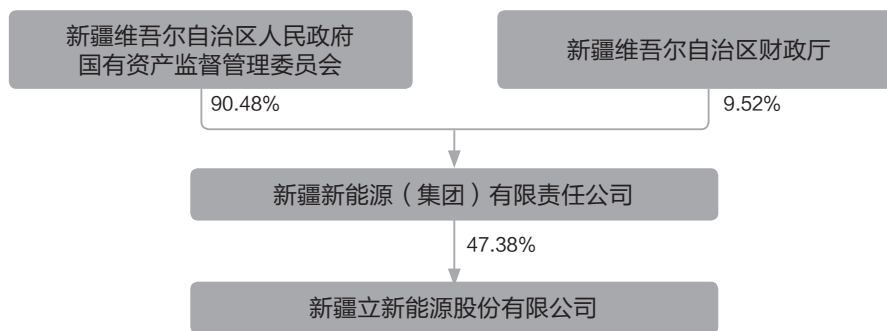 新疆维吾尔自治区人民政府
国有资产监督管理委员会
新疆维吾尔自治区财政厅
90.48%
9.52%
新疆新能源（集团）有限责任公司
47.38%
新疆立新能源股份有限公司